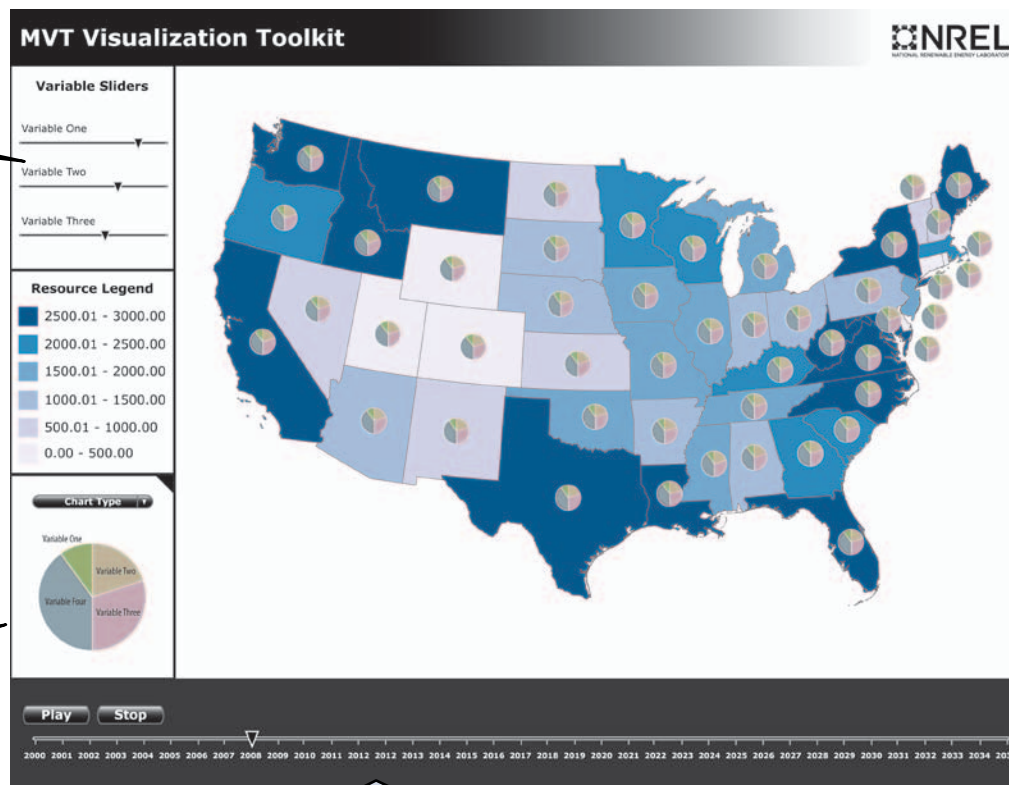 MVT Visualization Toolkit
NREL
NATIONAL RENEWABLE ENERGY LABORATORY
Variable Sliders
Variable One
Variable Two
Variable Three
Resource Legend
2500.01 - 3000.00
2000.01 - 2500.00
1500.01 - 2000.00
1000.01 - 1500.00
500.01 - 1000.00
0.00 - 500.00
Chart Type
Variable One
Variable Two
Variable Four
Variable Three
Play Stop
2000 2001 2002 2003 2004 2005 2006 2007 2008 2009 2010 2011 2012 2012 2014 2015 2016 2017 2018 2019 2020 2021 2022 2023 2024 2025 2026 2027 2028 2029 2030 2031 2032 2033 2034